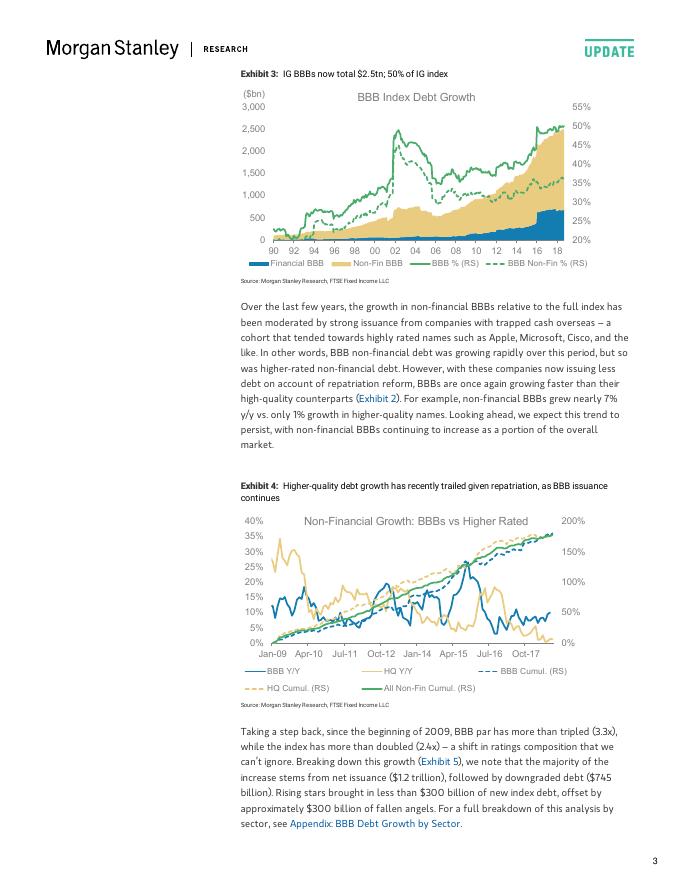 Morgan Stanley | RESEARCH
UPDATE
Exhibit 3: IG BBBs now total $2.5tn; 50% of IG index
($bn)
BBB Index Debt Growth
3,000
2,500
2,000
1,500
1,000
500
0
55%
50%
45%
40%
35%
30%
25%
20%
90 92 94 96 98 00 02 04 06 08 10 12 14 16 18
Financial BBB Non-Fin BBB BBB % (RS) BBB Non-Fin % (RS)
Source: Morgan Stanley Research, FTSE Fixed Income LLC
Over the last few years, the growth in non-financial BBBs relative to the full index has
been moderated by strong issuance from companies with trapped cash overseas – a
cohort that tended towards highly rated names such as Apple, Microsoft, Cisco, and the
like. In other words, BBB non-financial debt was growing rapidly over this period, but so
was higher-rated non-financial debt. However, with these companies now issuing less
debt on account of repatriation reform, BBBs are once again growing faster than their
high-quality counterparts (Exhibit 2). For example, non-financial BBBs grew nearly 7%
y/y vs. only 1% growth in higher-quality names. Looking ahead, we expect this trend to
persist, with non-financial BBBs continuing to increase as a portion of the overall
market.
Exhibit 4: Higher-quality debt growth has recently trailed given repatriation, as BBB issuance
continues
Non-Financial Growth: BBBs vs Higher Rated
40%
35%
30%
25%
20%
15%
10%
5%
0%
200%
150%
100%
50%
0%
Jan-09 Apr-10 Jul-11 Oct-12 Jan-14 Apr-15 Jul-16 Oct-17
BBB Y/Y HQ Y/Y BBB Cumul. (RS)
HQ Cumul. (RS) All Non-Fin Cumul. (RS)
Source: Morgan Stanley Research, FTSE Fixed Income LLC
Taking a step back, since the beginning of 2009, BBB par has more than tripled (3.3x),
while the index has more than doubled (2.4x) – a shift in ratings composition that we
can't ignore. Breaking down this growth (Exhibit 5), we note that the majority of the
increase stems from net issuance ($1.2 trillion), followed by downgraded debt ($745
billion). Rising stars brought in less than $300 billion of new index debt, offset by
approximately $300 billion of fallen angels. For a full breakdown of this analysis by
sector, see Appendix: BBB Debt Growth by Sector.
3